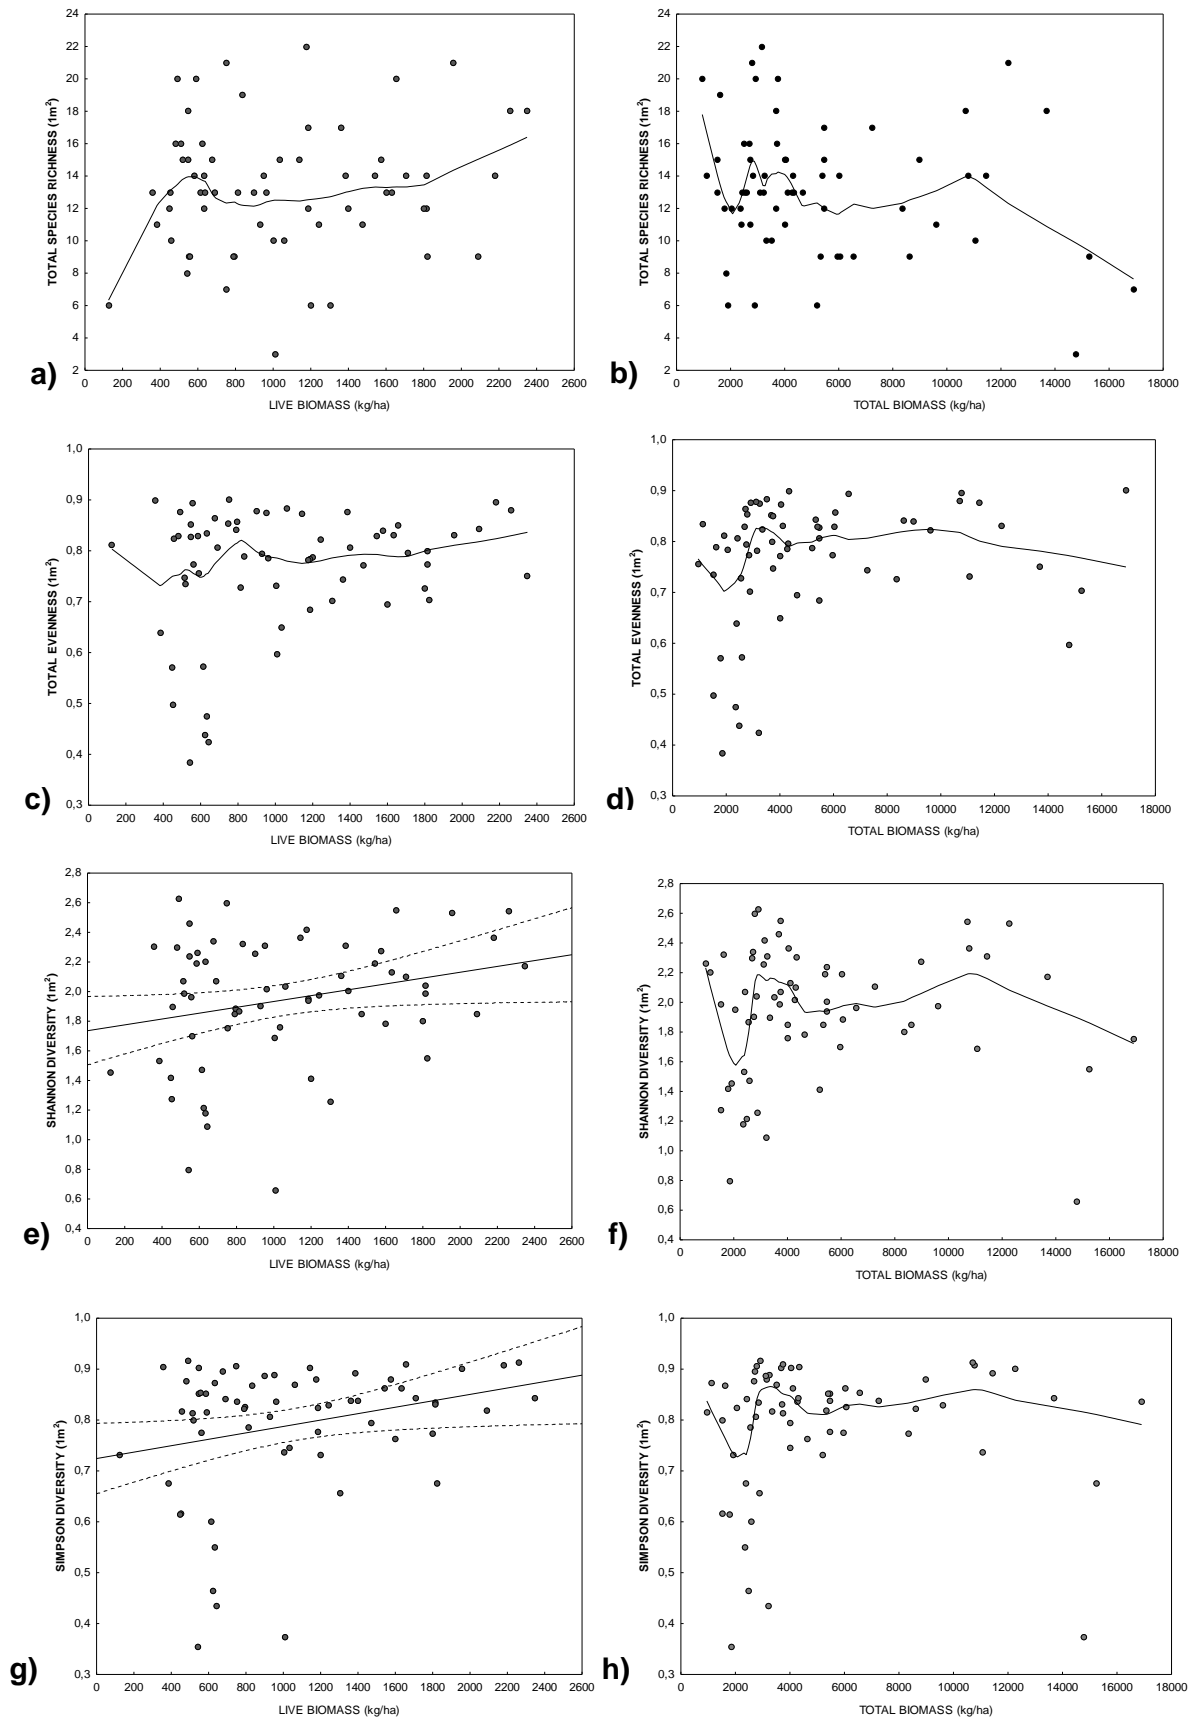 24
22
20
18
16
14
12
10
8
6
4
2
TOTAL SPECIES RICHNESS (1m²)
0 200 400 600 800 1000 1200 1400 1600 1800 2000 2200 2400 2600
LIVE BIOMASS (kg/ha)
a)
24
22
20
18
16
14
12
10
8
6
4
2
TOTAL SPECIES RICHNESS (1m²)
0 2000 4000 6000 8000 10000 12000 14000 16000 18000
TOTAL BIOMASS (kg/ha)
b)
1,0
0,9
0,8
0,7
0,6
0,5
0,4
0,3
TOTAL EVENNESS (1m²)
0 200 400 600 800 1000 1200 1400 1600 1800 2000 2200 2400 2600
LIVE BIOMASS (kg/ha)
c)
1,0
0,9
0,8
0,7
0,6
0,5
0,4
0,3
TOTAL EVENNESS (1m²)
0 2000 4000 6000 8000 10000 12000 14000 16000 18000
TOTAL BIOMASS (kg/ha)
d)
2,8
2,6
2,4
2,2
2,0
1,8
1,6
1,4
1,2
1,0
0,8
0,6
0,4
SHANNON DIVERSITY (1m²)
0 200 400 600 800 1000 1200 1400 1600 1800 2000 2200 2400 2600
LIVE BIOMASS (kg/ha)
e)
2,8
2,6
2,4
2,2
2,0
1,8
1,6
1,4
1,2
1,0
0,8
0,6
0,4
SHANNON DIVERSITY (1m²)
0 2000 4000 6000 8000 10000 12000 14000 16000 18000
TOTAL BIOMASS (kg/ha)
f)
1,0
0,9
0,8
0,7
0,6
0,5
0,4
0,3
SIMPSON DIVERSITY (1m²)
0 200 400 600 800 1000 1200 1400 1600 1800 2000 2200 2400 2600
LIVE BIOMASS (kg/ha)
g)
1,0
0,9
0,8
0,7
0,6
0,5
0,4
0,3
SIMPSON DIVERSITY (1m²)
0 2000 4000 6000 8000 10000 12000 14000 16000 18000
TOTAL BIOMASS (kg/ha)
h)